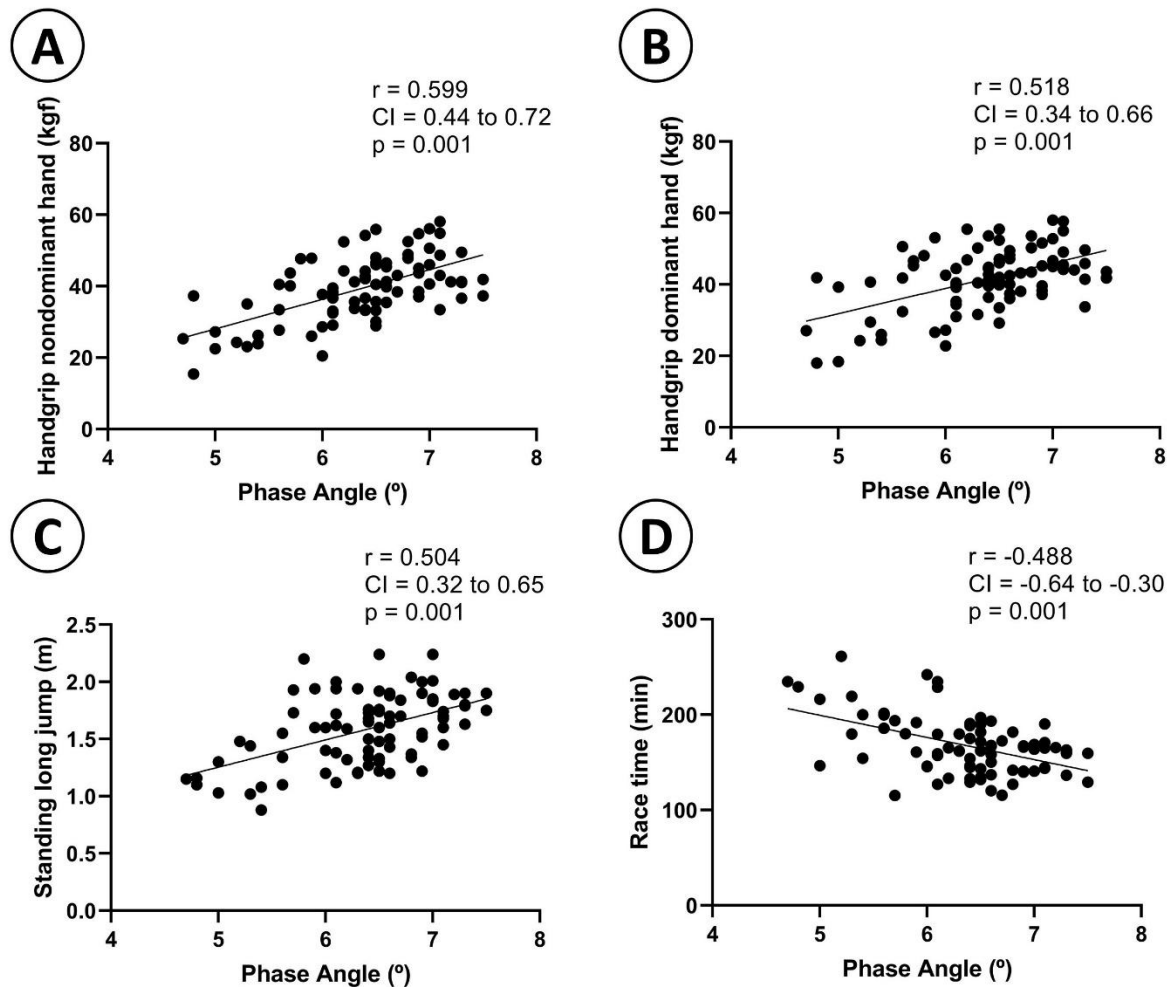 A
r = 0.599
CI = 0.44 to 0.72
p = 0.001
Handgrip nondominant hand (kgf)
80
60
40
20
0
4 5 6 7 8
Phase Angle (º)
B
r = 0.518
CI = 0.34 to 0.66
p = 0.001
Handgrip dominant hand (kgf)
80
60
40
20
0
4 5 6 7 8
Phase Angle (º)
C
r = 0.504
CI = 0.32 to 0.65
p = 0.001
Standing long jump (m)
2.5
2.0
1.5
1.0
0.5
0.0
4 5 6 7 8
Phase Angle (º)
D
r = -0.488
CI = -0.64 to -0.30
p = 0.001
Race time (min)
300
200
100
0
4 5 6 7 8
Phase Angle (º)